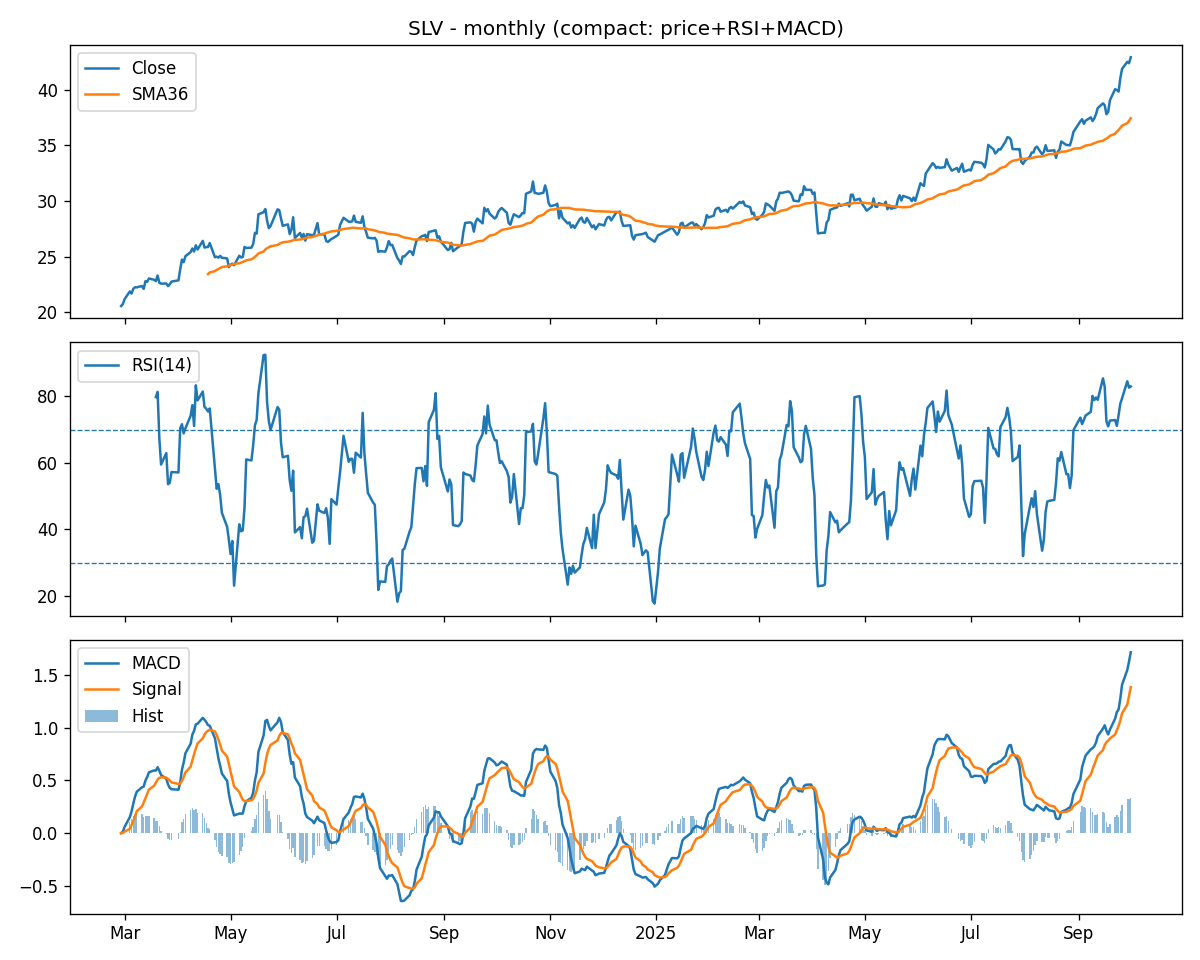 SLV - monthly (compact: price+RSI+MACD)
Close
SMA36
40
35
30
25
20
RSI(14)
80
60
40
20
MACD
Signal
Hist
1.5
1.0
0.5
0.0
−0.5
Mar May Jul Sep Nov 2025 Mar May Jul Sep